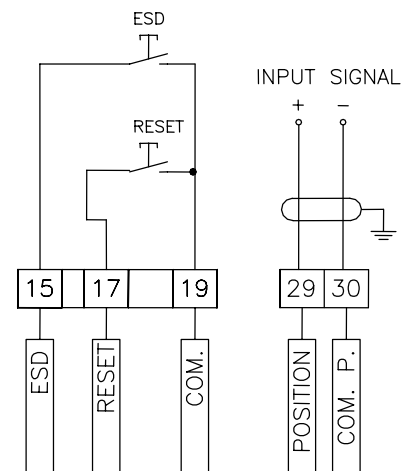 ESD
INPUT SIGNAL
+ −
RESET
15 17 19 29 30
ESD
RESET
COM.
POSITION
COM. P.